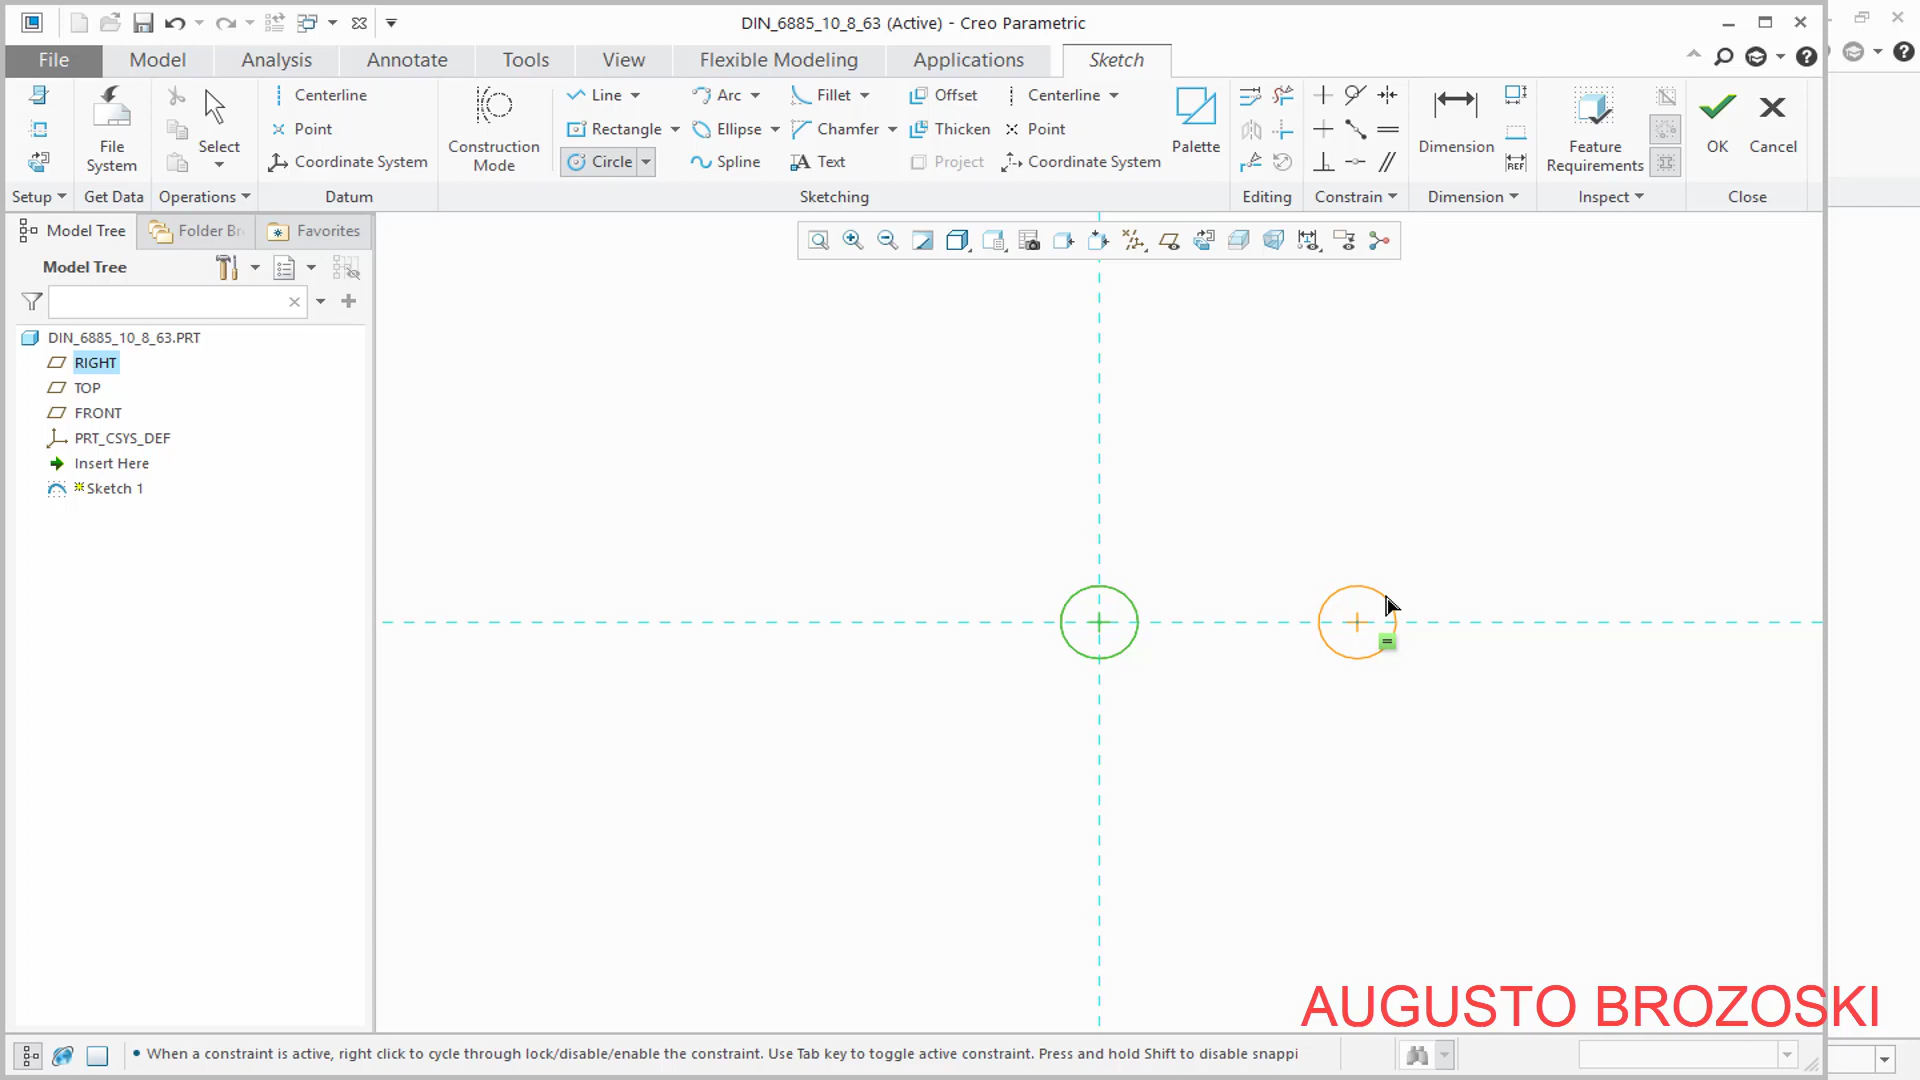 DIN_6885_10_8_63 (Active) - Creo Parametric
File Model Analysis Annotate Tools View Flexible Modeling Applications Sketch
Centerline Line Arc Fillet Offset Centerline
Point Rectangle Ellipse Chamfer Thicken Point
File System Select Coordinate System Construction Mode Circle Spline Text Project Coordinate System Palette Dimension REF Feature Requirements OK Cancel
Setup Get Data Operations Datum Sketching Editing Constrain Dimension Inspect Close
Model Tree Folder Br Favorites
Model Tree
DIN_6885_10_8_63.PRT
RIGHT
TOP
FRONT
PRT_CSYS_DEF
Insert Here
Sketch 1
AUGUSTO BROZOSKI
• When a constraint is active, right click to cycle through lock/disable/enable the constraint. Use Tab key to toggle active constraint. Press and hold Shift to disable snappi